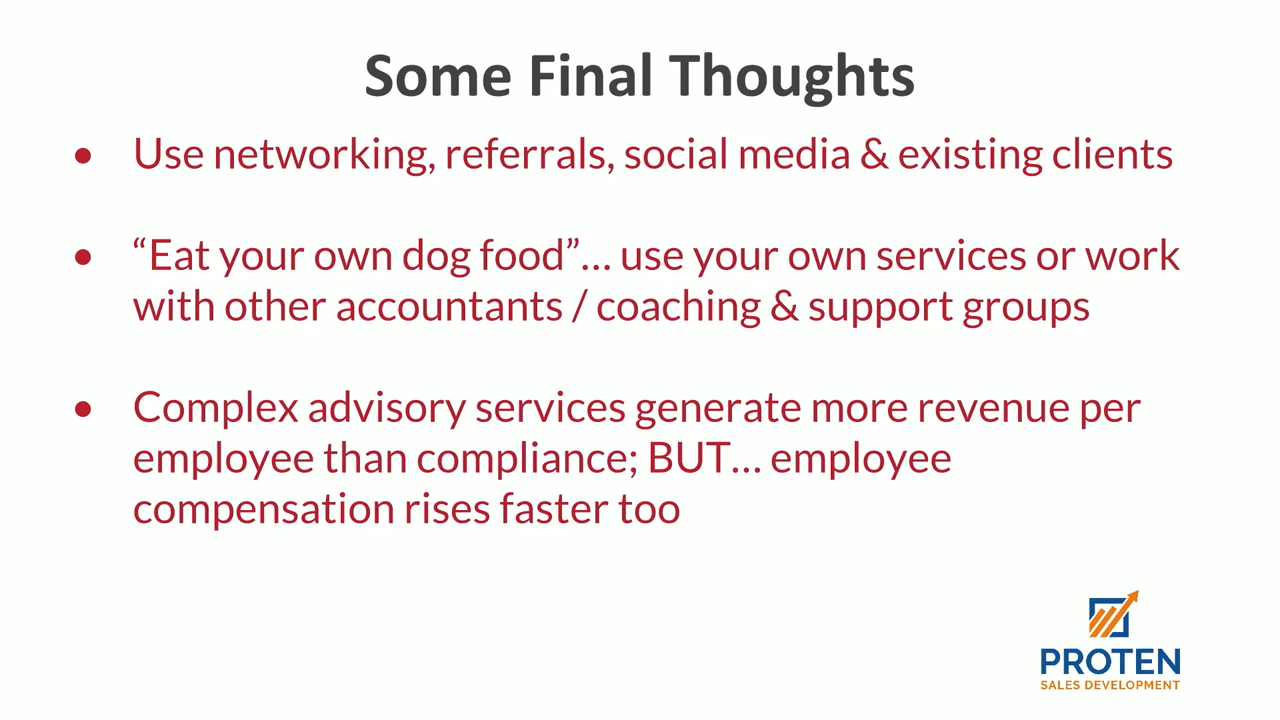 Some Final Thoughts
• Use networking, referrals, social media & existing clients
• “Eat your own dog food”... use your own services or work
with other accountants / coaching & support groups
• Complex advisory services generate more revenue per
employee than compliance; BUT... employee
compensation rises faster too
PROTEN
SALES DEVELOPMENT